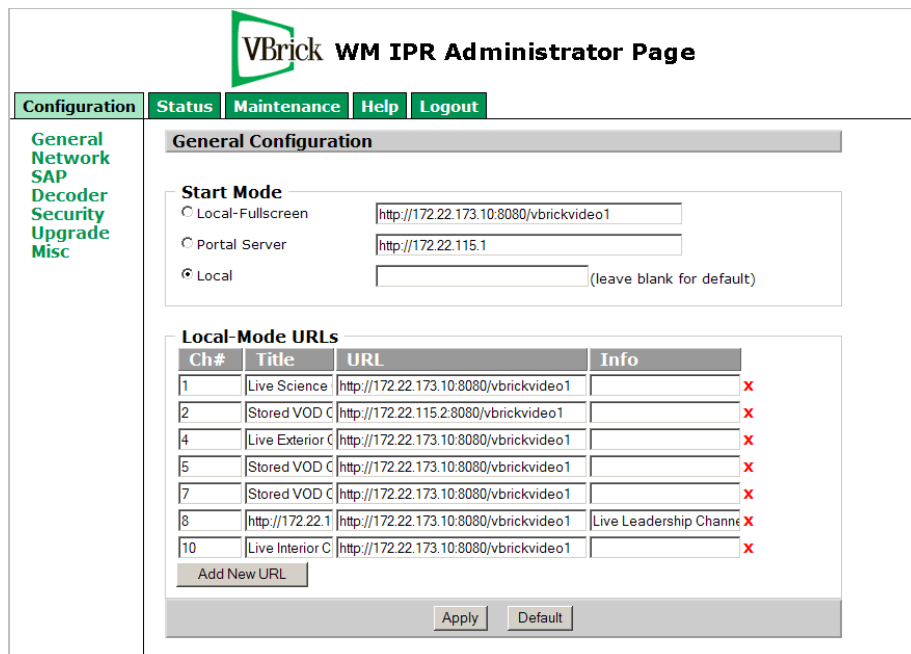 VBrick WM IPR Administrator Page
Configuration Status Maintenance Help Logout
General
Network
SAP
Decoder
Security
Upgrade
Misc
General Configuration
Start Mode
Local-Fullscreen http://172.22.173.10:8080/vbrickvideo1
Portal Server http://172.22.115.1
Local (leave blank for default)
Local-Mode URLs
Ch# Title URL Info
1 Live Science http://172.22.173.10:8080/vbrickvideo1 x
2 Stored VOD C http://172.22.115.2:8080/vbrickvideo1 x
4 Live Exterior C http://172.22.173.10:8080/vbrickvideo1 x
5 Stored VOD C http://172.22.173.10:8080/vbrickvideo1 x
7 Stored VOD C http://172.22.173.10:8080/vbrickvideo1 x
8 http://172.22.1 http://172.22.173.10:8080/vbrickvideo1 Live Leadership Channe x
10 Live Interior C http://172.22.173.10:8080/vbrickvideo1 x
Add New URL
Apply Default